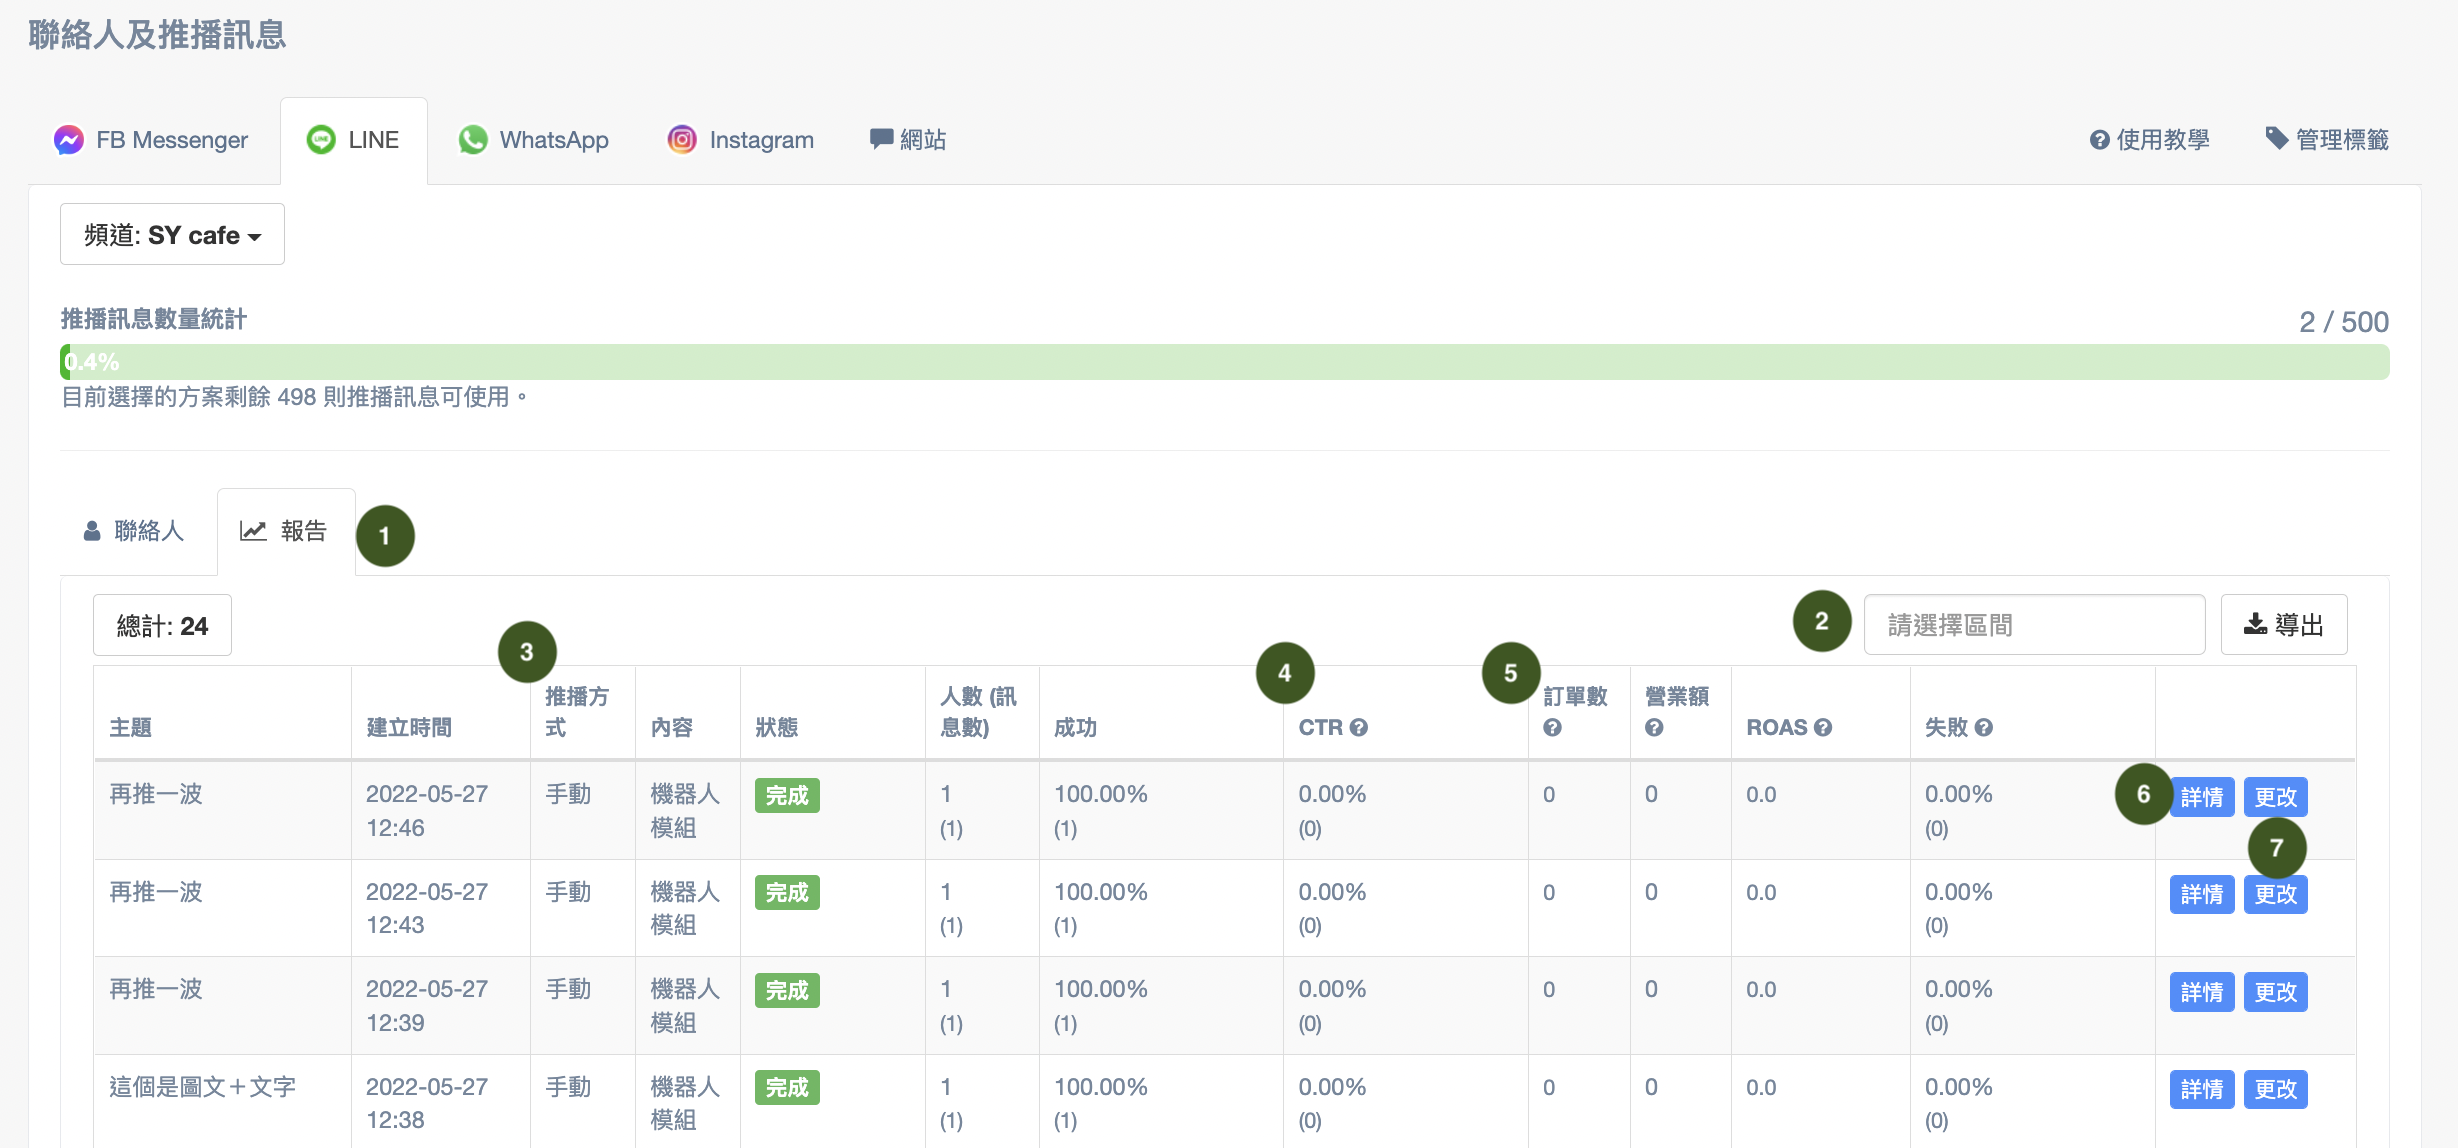 聯絡人及推播訊息
FB Messenger LINE WhatsApp Instagram 網站 使用教學 管理標籤
頻道: SY cafe
推播訊息數量統計 2 / 500
0.4%
目前選擇的方案剩餘 498 則推播訊息可使用。
聯絡人 報告 1
總計: 24 2 請選擇區間 導出
3 4 5
主題 建立時間 推播方式 內容 狀態 人數 (訊息數) 成功 CTR 訂單數 營業額 ROAS 失敗
再推一波 2022-05-27 手動 機器人 完成 1 100.00% 0.00% 0 0 0.0 0.00% 6 詳情 更改
12:46 模組 (1) (1) (0) (0)
7
再推一波 2022-05-27 手動 機器人 完成 1 100.00% 0.00% 0 0 0.0 0.00% 詳情 更改
12:43 模組 (1) (1) (0) (0)
再推一波 2022-05-27 手動 機器人 完成 1 100.00% 0.00% 0 0 0.0 0.00% 詳情 更改
12:39 模組 (1) (1) (0) (0)
這個是圖文＋文字 2022-05-27 手動 機器人 完成 1 100.00% 0.00% 0 0 0.0 0.00% 詳情 更改
12:38 模組 (1) (1) (0) (0)